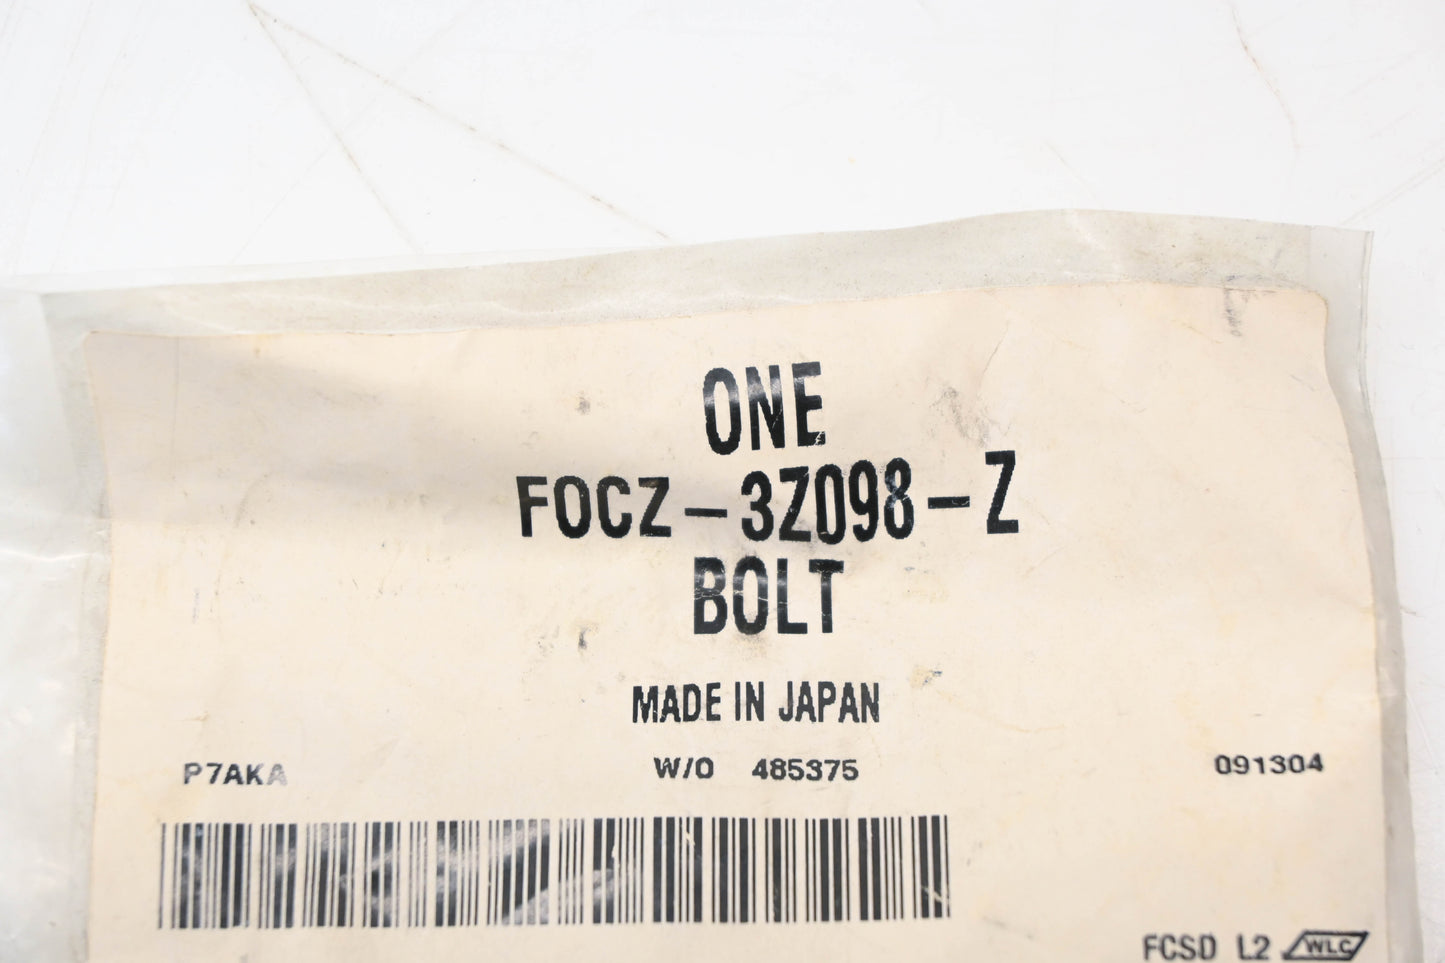 ONE
FOCZ-3Z098-Z
BOLT
MADE IN JAPAN
P7AKA W/O 485375 091304
FCSD L2 WLC